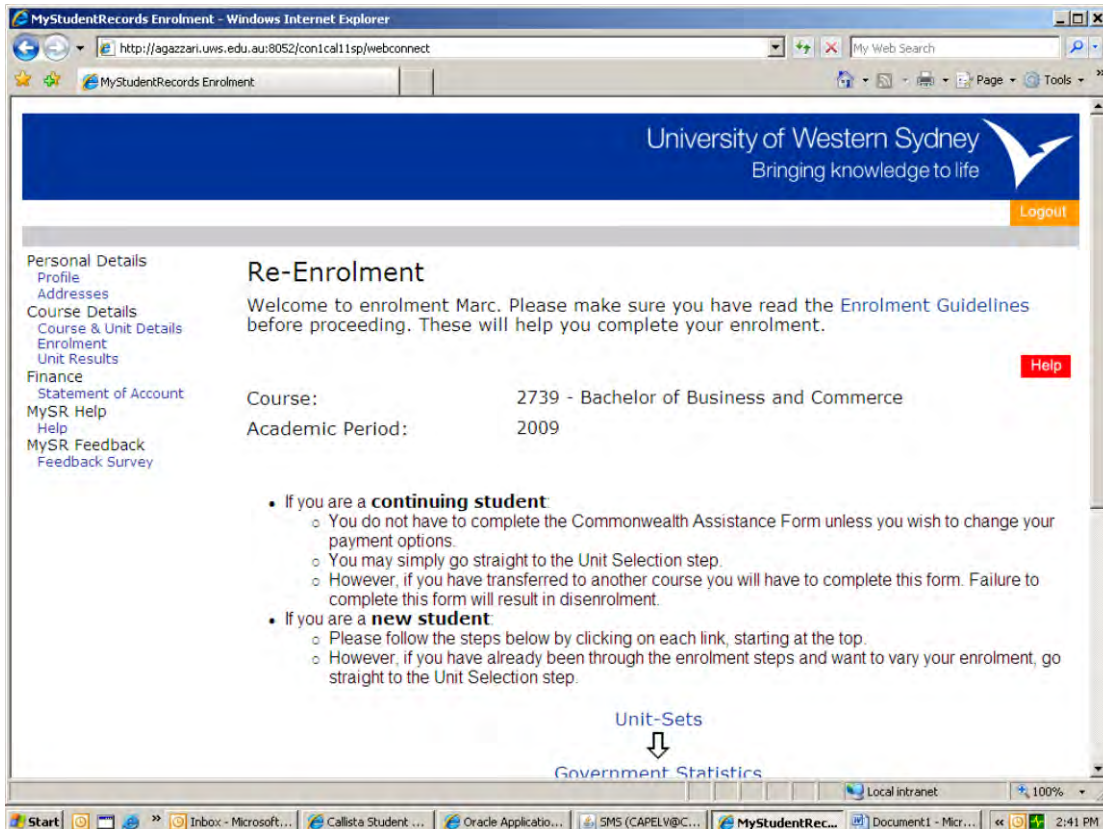 MyStudentRecords Enrolment - Windows Internet Explorer
http://agazzari.uws.edu.au:8052/con1cal11sp/webconnect
My Web Search
MyStudentRecords Enrolment
Page
Tools
University of Western Sydney
Bringing knowledge to life
Logout
Personal Details
Profile
Addresses
Course Details
Course & Unit Details
Enrolment
Unit Results
Finance
Statement of Account
MySR Help
Help
MySR Feedback
Feedback Survey
Re-Enrolment
Welcome to enrolment Marc. Please make sure you have read the Enrolment Guidelines
before proceeding. These will help you complete your enrolment.
Help
Course: 2739 - Bachelor of Business and Commerce
Academic Period: 2009
• If you are a continuing student:
○ You do not have to complete the Commonwealth Assistance Form unless you wish to change your
payment options.
○ You may simply go straight to the Unit Selection step.
○ However, if you have transferred to another course you will have to complete this form. Failure to
complete this form will result in disenrolment.
• If you are a new student:
○ Please follow the steps below by clicking on each link, starting at the top.
○ However, if you have already been through the enrolment steps and want to vary your enrolment, go
straight to the Unit Selection step.
Unit-Sets
Government Statistics
Local intranet
100%
Start
Inbox - Microsoft...
Callista Student ...
Oracle Applicatio...
SMS (CAPELV@C...
MyStudentRec...
Document1 - Micr...
2:41 PM